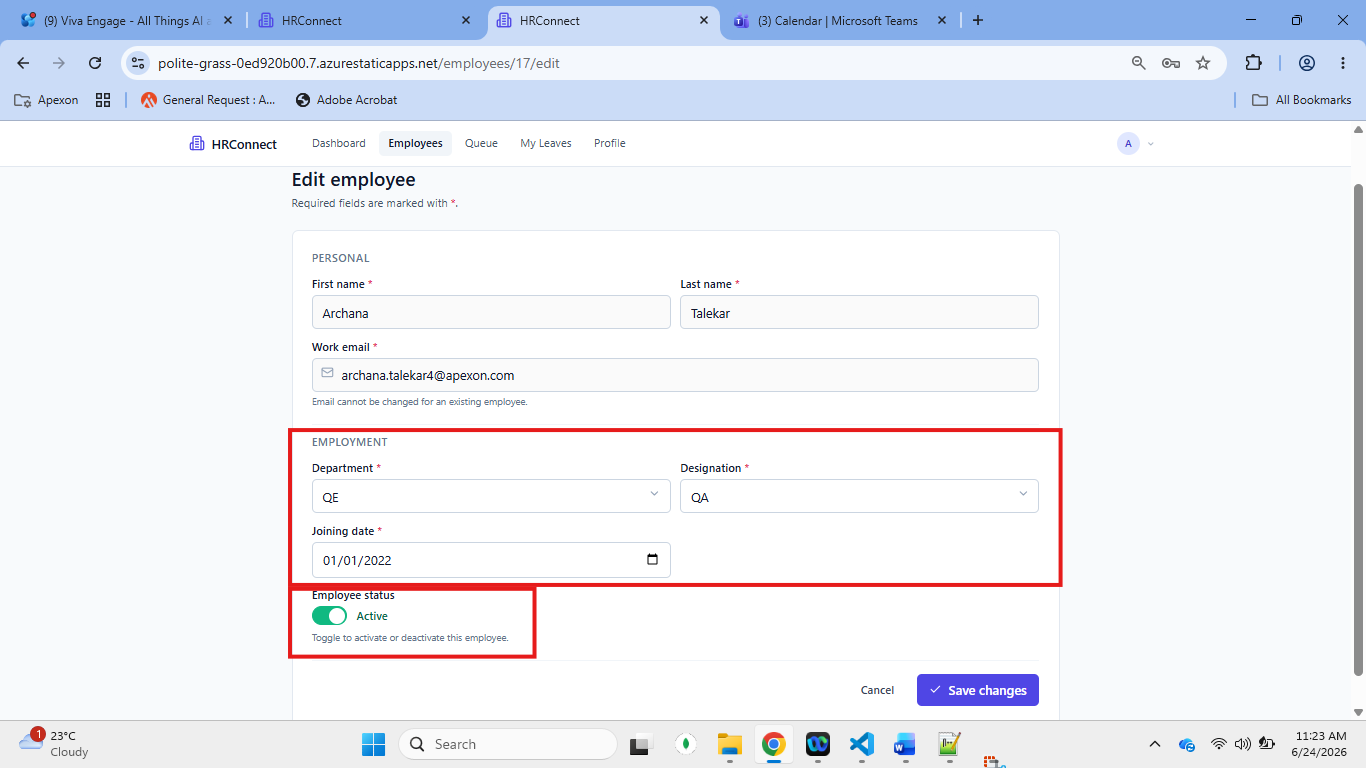 (9) Viva Engage - All Things AI a
HRConnect
HRConnect
(3) Calendar | Microsoft Teams
polite-grass-0ed920b00.7.azurestaticapps.net/employees/17/edit
Apexon
General Request : A...
Adobe Acrobat
All Bookmarks
HRConnect
Dashboard
Employees
Queue
My Leaves
Profile
A
Edit employee
Required fields are marked with *.
PERSONAL
First name *
Last name *
Archana
Talekar
Work email *
archana.talekar4@apexon.com
Email cannot be changed for an existing employee.
EMPLOYMENT
Department *
Designation *
QE
QA
Joining date *
01/01/2022
Employee status
Active
Toggle to activate or deactivate this employee.
Cancel
Save changes
1
23°C
Cloudy
Search
11:23 AM
6/24/2026